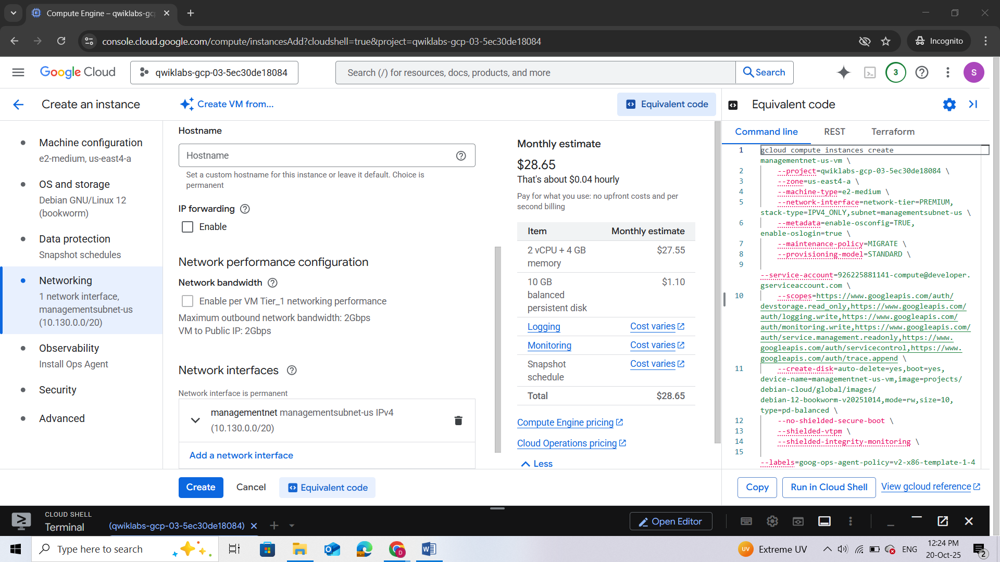 Compute Engine – qwiklabs-gc
console.cloud.google.com/compute/instancesAdd?cloudshell=true&project=qwiklabs-gcp-03-5ec30de18084
Incognito
Google Cloud
qwiklabs-gcp-03-5ec30de18084
Search (/) for resources, docs, products, and more
Search
3
S
Create an instance
Create VM from...
Equivalent code
Equivalent code
Machine configuration
e2-medium, us-east4-a
OS and storage
Debian GNU/Linux 12
(bookworm)
Data protection
Snapshot schedules
Networking
1 network interface,
managementsubnet-us
(10.130.0.0/20)
Observability
Install Ops Agent
Security
Advanced
Hostname
Hostname
Set a custom hostname for this instance or leave it default. Choice is
permanent
IP forwarding
Enable
Network performance configuration
Network bandwidth
Enable per VM Tier_1 networking performance
Maximum outbound network bandwidth: 2Gbps
VM to Public IP: 2Gbps
Network interfaces
Network interface is permanent
managementnet managementsubnet-us IPv4
(10.130.0.0/20)
Add a network interface
Create
Cancel
Equivalent code
Monthly estimate
$28.65
That's about $0.04 hourly
Pay for what you use: no upfront costs and per
second billing
Item Monthly estimate
2 vCPU + 4 GB $27.55
memory
10 GB $1.10
balanced
persistent disk
Logging Cost varies
Monitoring Cost varies
Snapshot Cost varies
schedule
Total $28.65
Compute Engine pricing
Cloud Operations pricing
Less
Command line REST Terraform
1 gcloud compute instances create
managementnet-us-vm \
2 --project=qwiklabs-gcp-03-5ec30de18084 \
3 --zone=us-east4-a \
4 --machine-type=e2-medium \
5 --network-interface=network-tier=PREMIUM,
stack-type=IPV4_ONLY,subnet=managementsubnet-us \
6 --metadata=enable-osconfig=TRUE,
enable-oslogin=true \
7 --maintenance-policy=MIGRATE \
8 --provisioning-model=STANDARD \
9
--service-account=926225881141-compute@developer.
gserviceaccount.com \
10 --scopes=https://www.googleapis.com/auth/
devstorage.read_only,https://www.googleapis.com/
auth/logging.write,https://www.googleapis.com/
auth/monitoring.write,https://www.googleapis.com/
auth/service.management.readonly,https://www.
googleapis.com/auth/servicecontrol,https://www.
googleapis.com/auth/trace.append \
11 --create-disk=auto-delete=yes,boot=yes,
device-name=managementnet-us-vm,image=projects/
debian-cloud/global/images/
debian-12-bookworm-v20251014,mode=rw,size=10,
type=pd-balanced \
12 --no-shielded-secure-boot \
13 --shielded-vtpm \
14 --shielded-integrity-monitoring \
15
--labels=goog-ops-agent-policy=v2-x86-template-1-4
Copy
Run in Cloud Shell
View gcloud reference
CLOUD SHELL
Terminal
(qwiklabs-gcp-03-5ec30de18084)
Open Editor
Type here to search
UV
Extreme UV
ENG
12:24 PM
20-Oct-25
2